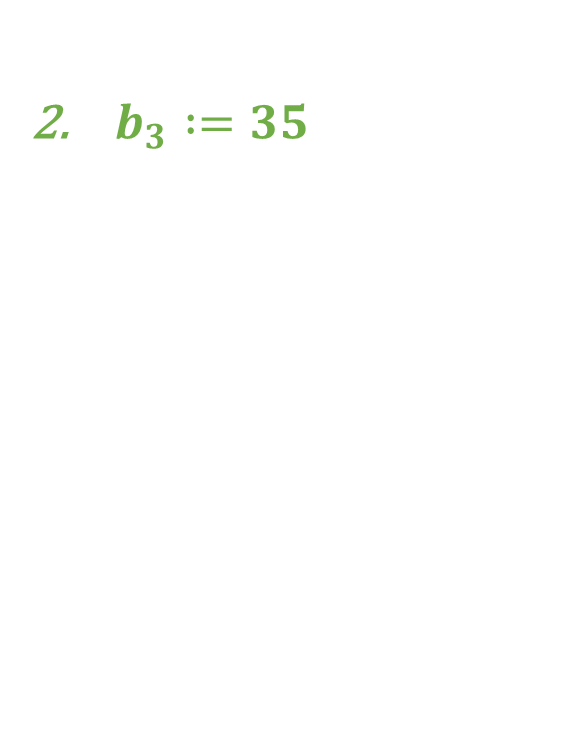 2. b₃ := 35